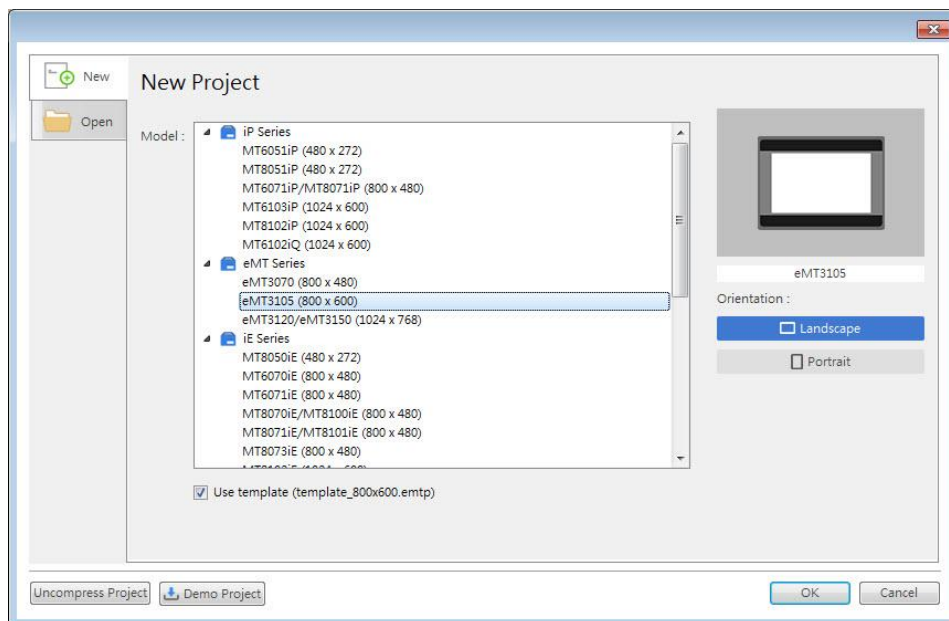 New
Open
New Project
Model :
iP Series
MT6051iP (480 x 272)
MT8051iP (480 x 272)
MT6071iP/MT8071iP (800 x 480)
MT6103iP (1024 x 600)
MT8102iP (1024 x 600)
MT6102iQ (1024 x 600)
eMT Series
eMT3070 (800 x 480)
eMT3105 (800 x 600)
eMT3120/eMT3150 (1024 x 768)
iE Series
MT8050iE (480 x 272)
MT6070iE (800 x 480)
MT6071iE (800 x 480)
MT8070iE/MT8100iE (800 x 480)
MT8071iE/MT8101iE (800 x 480)
MT8073iE (800 x 480)
Use template (template_800x600.emtp)
eMT3105
Orientation :
Landscape
Portrait
Uncompress Project
Demo Project
OK
Cancel